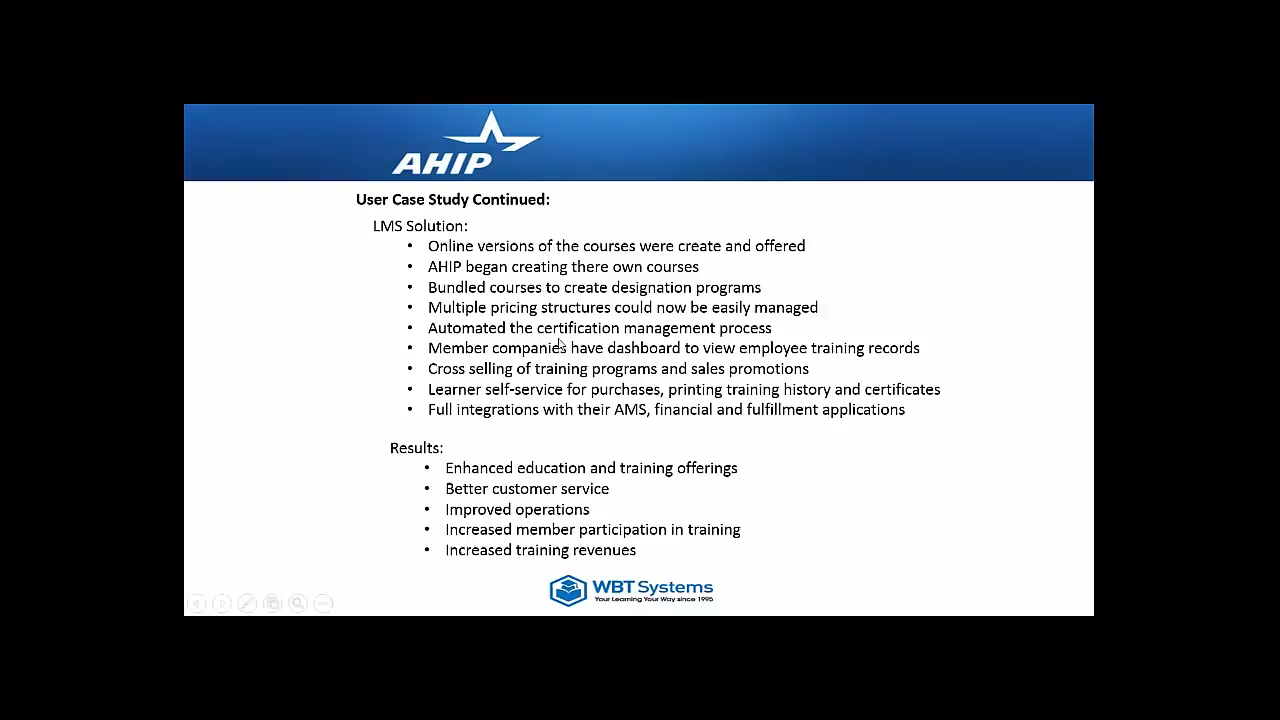 AHIP
User Case Study Continued:
LMS Solution:
• Online versions of the courses were create and offered
• AHIP began creating there own courses
• Bundled courses to create designation programs
• Multiple pricing structures could now be easily managed
• Automated the certification management process
• Member companies have dashboard to view employee training records
• Cross selling of training programs and sales promotions
• Learner self-service for purchases, printing training history and certificates
• Full integrations with their AMS, financial and fulfillment applications
Results:
• Enhanced education and training offerings
• Better customer service
• Improved operations
• Increased member participation in training
• Increased training revenues
WBT Systems
Your Learning Your Way since 1995